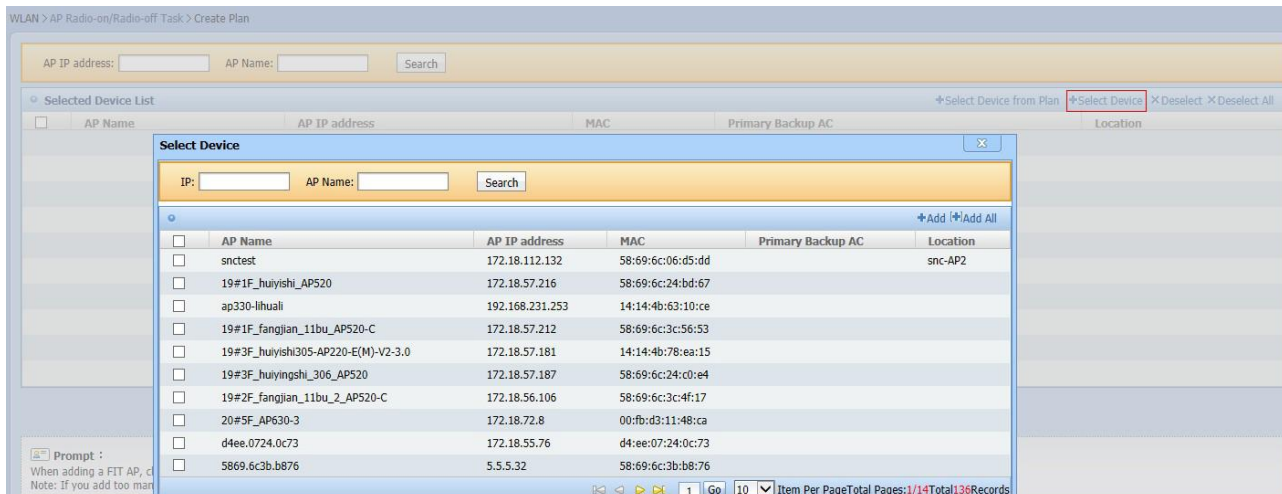 WLAN > AP Radio-on/Radio-off Task > Create Plan
AP IP address: AP Name: Search
Selected Device List +Select Device from Plan +Select Device ×Deselect ×Deselect All
AP Name AP IP address MAC Primary Backup AC Location
Select Device
IP: AP Name: Search
+Add +Add All
AP Name AP IP address MAC Primary Backup AC Location
snctest 172.18.112.132 58:69:6c:06:d5:dd snc-AP2
19#1F_huiyishi_AP520 172.18.57.216 58:69:6c:24:bd:67
ap330-lihuali 192.168.231.253 14:14:4b:63:10:ce
19#1F_fangjian_11bu_AP520-C 172.18.57.212 58:69:6c:3c:56:53
19#3F_huiyishi305-AP220-E(M)-V2-3.0 172.18.57.181 14:14:4b:78:ea:15
19#3F_huiyingshi_306_AP520 172.18.57.187 58:69:6c:24:c0:e4
19#2F_fangjian_11bu_2_AP520-C 172.18.56.106 58:69:6c:3c:4f:17
20#5F_AP630-3 172.18.72.8 00:fb:d3:11:48:ca
d4ee.0724.0c73 172.18.55.76 d4:ee:07:24:0c:73
5869.6c3b.b876 5.5.5.32 58:69:6c:3b:b8:76
1 Go 10 Item Per PageTotal Pages:1/14Total136Records
Prompt :
When adding a FIT AP, cl
Note: If you add too man